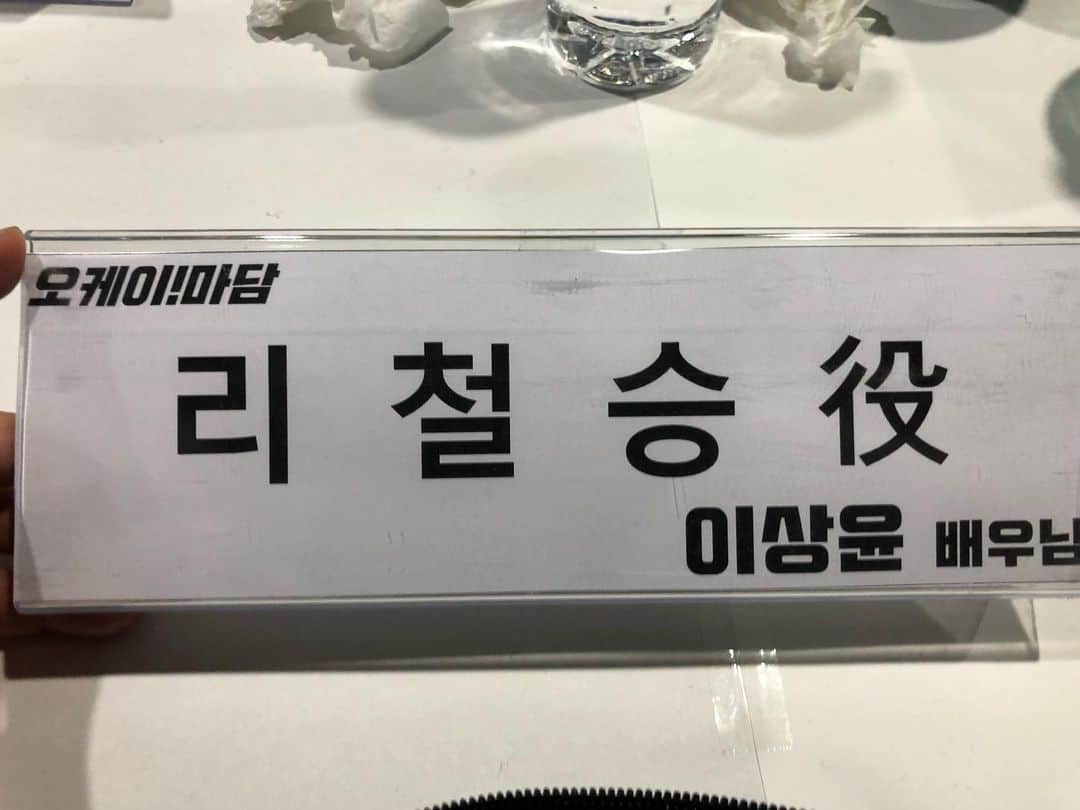 오케이!마담
리 철 승 役
이상윤 배우님